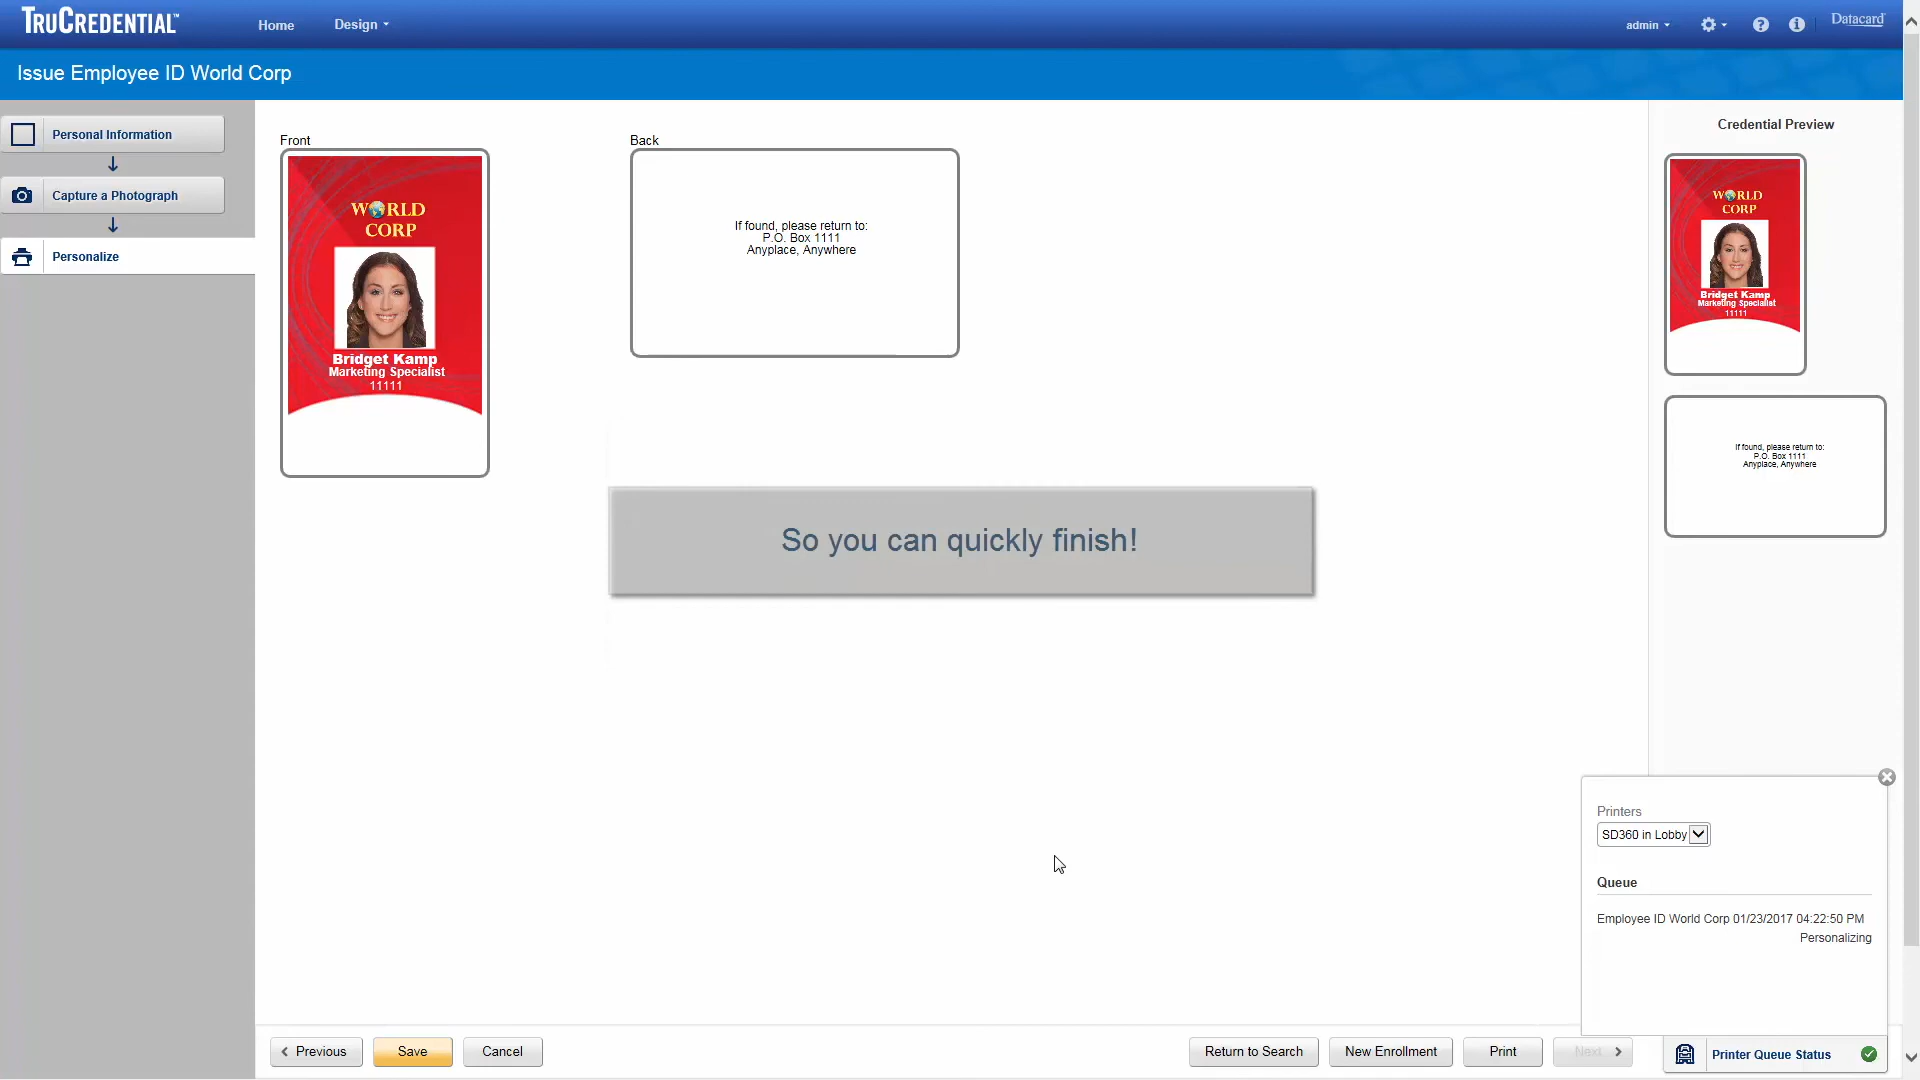 TRUCREDENTIAL™
Home
Design
admin
Datacard
Issue Employee ID World Corp
Personal Information
Capture a Photograph
Personalize
Front
WORLD
CORP
Bridget Kamp
Marketing Specialist
11111
Back
If found, please return to:
P.O. Box 1111
Anyplace, Anywhere
So you can quickly finish!
Credential Preview
WORLD
CORP
Bridget Kamp
Marketing Specialist
11111
If found, please return to:
P.O. Box 1111
Anyplace, Anywhere
Printers
SD360 in Lobby
Queue
Employee ID World Corp 01/23/2017 04:22:50 PM
Personalizing
Previous
Save
Cancel
Return to Search
New Enrollment
Print
Next
Printer Queue Status